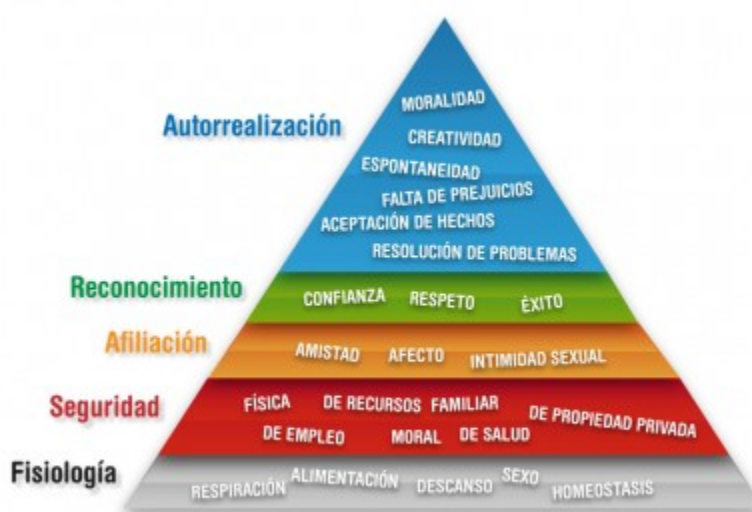 MORALIDAD
Autorrealización
CREATIVIDAD
ESPONTANEIDAD
FALTA DE PREJUICIOS
ACEPTACIÓN DE HECHOS
RESOLUCIÓN DE PROBLEMAS
Reconocimiento
CONFIANZA RESPETO ÉXITO
Afiliación
AMISTAD AFECTO INTIMIDAD SEXUAL
Seguridad
FÍSICA DE RECURSOS FAMILIAR DE PROPIEDAD PRIVADA
DE EMPLEO MORAL DE SALUD
Fisiología
RESPIRACIÓN ALIMENTACIÓN DESCANSO SEXO HOMEOSTASIS